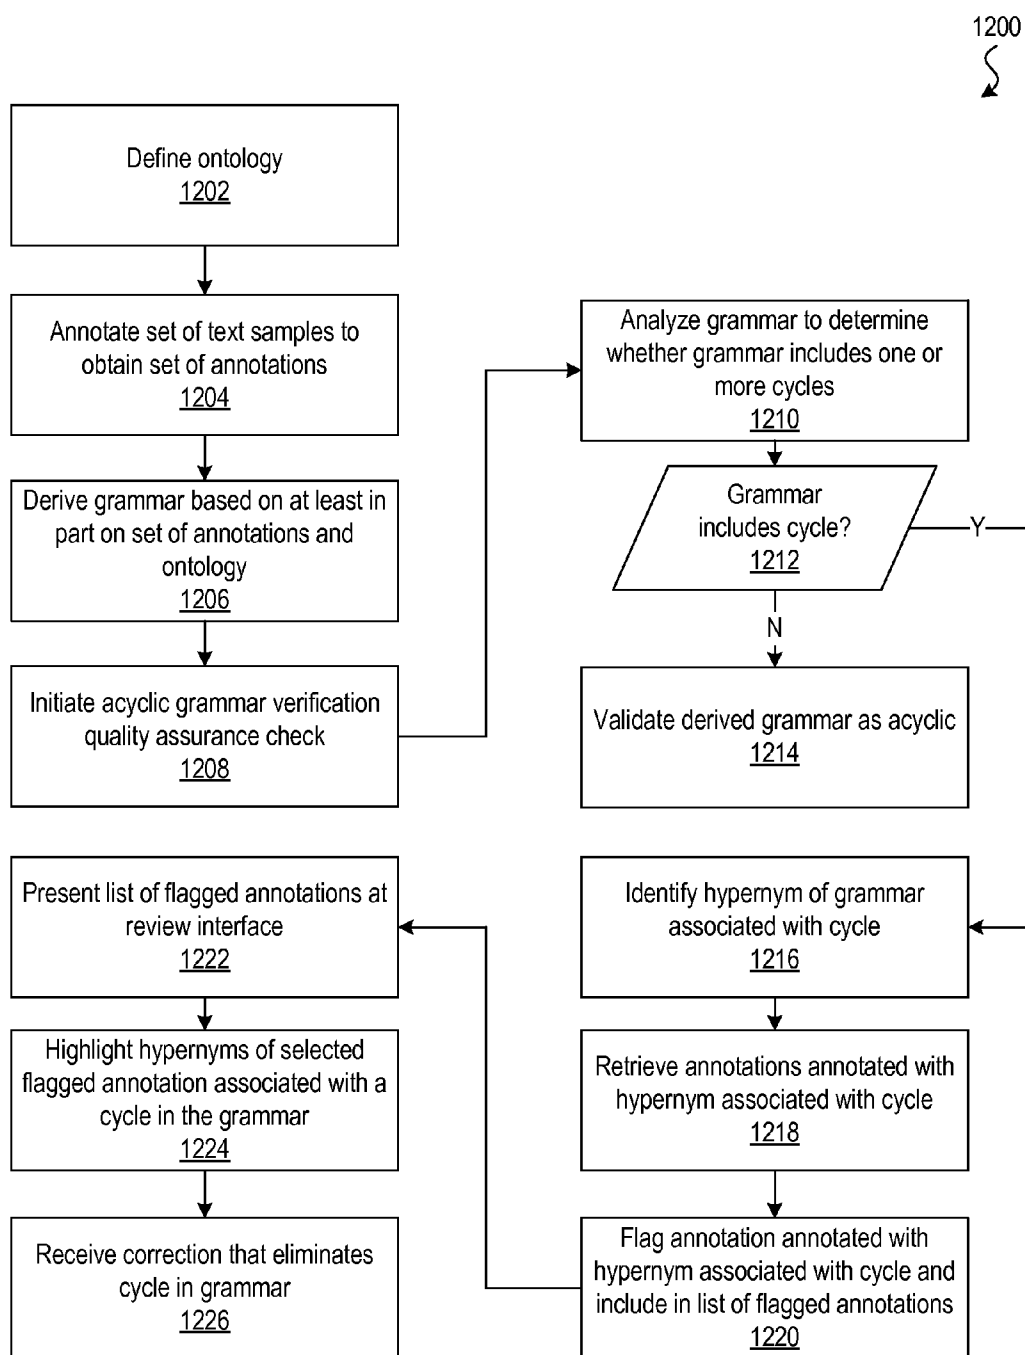 1200
Define ontology
1202
Annotate set of text samples to
obtain set of annotations
1204
Derive grammar based on at least in
part on set of annotations and
ontology
1206
Initiate acyclic grammar verification
quality assurance check
1208
Analyze grammar to determine
whether grammar includes one or
more cycles
1210
Grammar
includes cycle?
1212
Y
N
Validate derived grammar as acyclic
1214
Identify hypernym of grammar
associated with cycle
1216
Retrieve annotations annotated with
hypernym associated with cycle
1218
Flag annotation annotated with
hypernym associated with cycle and
include in list of flagged annotations
1220
Present list of flagged annotations at
review interface
1222
Highlight hypernyms of selected
flagged annotation associated with a
cycle in the grammar
1224
Receive correction that eliminates
cycle in grammar
1226